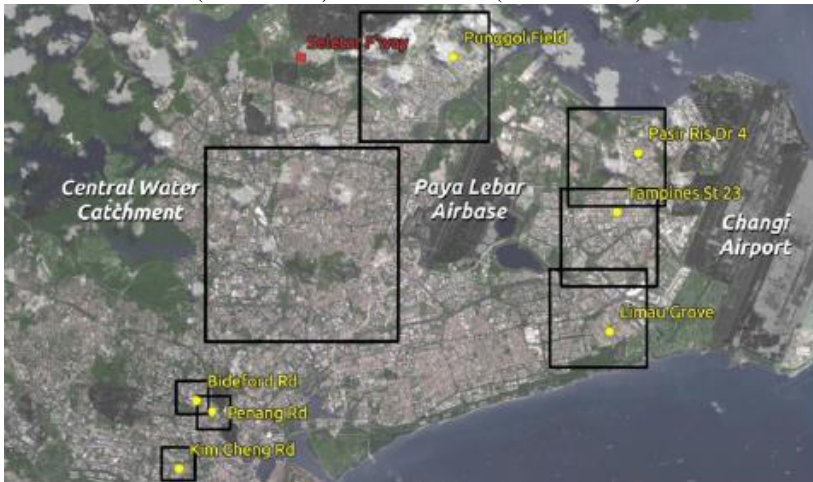 Seletar E'way
Punggol Field
Pasir Ris Dr 4
Tampines St 23
Central Water
Catchment
Paya Lebar
Airbase
Changi
Airport
Limau Grove
Bideford Rd
Penang Rd
Kim Cheng Rd